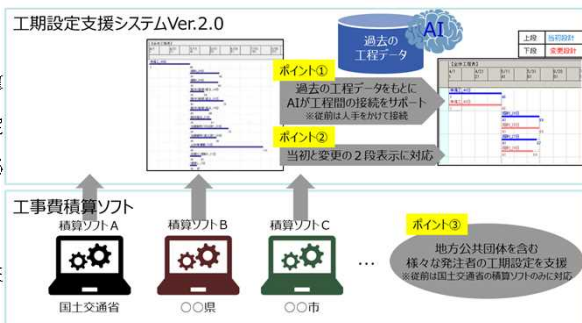 工期設定支援システムVer.2.0
過去の
工程データ
AI
上段 当初設計
下段 変更設計
ポイント①
過去の工程データをもとに
AIが工程間の接続をサポート
※従前は人手をかけて接続
ポイント②
当初と変更の２段表示に対応
工事費積算ソフト
積算ソフトA
積算ソフトB
積算ソフトC
国土交通省
○○県
○○市
…
ポイント③
地方公共団体を含む
様々な発注者の工期設定を支援
※従前は国土交通省の積算ソフトのみに対応